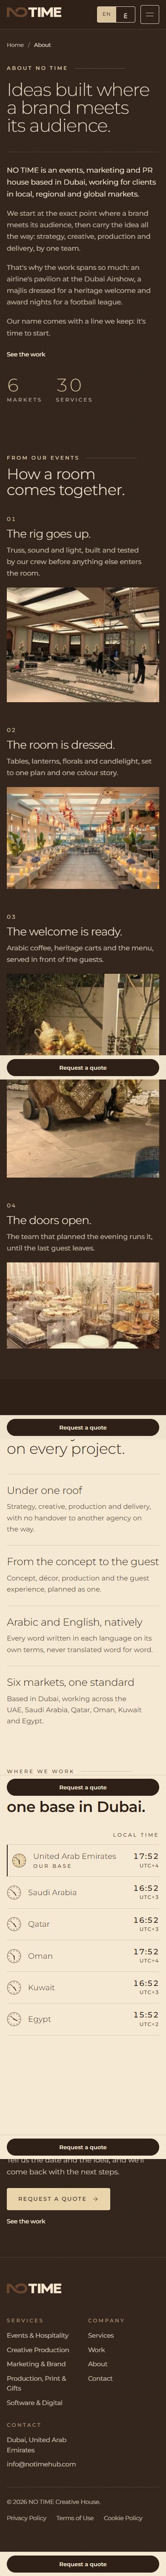 NO TIME
EN ع
Home / About
ABOUT NO TIME
Ideas built where
a brand meets
its audience.
NO TIME is an events, marketing and PR
house based in Dubai, working for clients
in local, regional and global markets.
We start at the exact point where a brand
meets its audience, then carry the idea all
the way: strategy, creative, production and
delivery, by one team.
That's why the work spans so much: an
airline's pavilion at the Dubai Airshow, a
majlis dressed for a heritage welcome and
award nights for a football league.
Our name comes with a line we keep: it's
time to start.
See the work
6 30
MARKETS SERVICES
FROM OUR EVENTS
How a room
comes together.
01
The rig goes up.
Truss, sound and light, built and tested
by our crew before anything else enters
the room.
02
The room is dressed.
Tables, lanterns, florals and candlelight, set
to one plan and one colour story.
03
The welcome is ready.
Arabic coffee, heritage carts and the menu,
served in front of the guests.
Request a quote
04
The doors open.
The team that planned the evening runs it,
until the last guest leaves.
Request a quote
on every project.
Under one roof
Strategy, creative, production and delivery,
with no handover to another agency on
the way.
From the concept to the guest
Concept, décor, production and the guest
experience, planned as one.
Arabic and English, natively
Every word written in each language on its
own terms, never translated word for word.
Six markets, one standard
Based in Dubai, working across the
UAE, Saudi Arabia, Qatar, Oman, Kuwait
and Egypt.
WHERE WE WORK
Request a quote
one base in Dubai.
LOCAL TIME
United Arab Emirates 17:52
OUR BASE UTC+4
Saudi Arabia 16:52
UTC+3
Qatar 16:52
UTC+3
Oman 17:52
UTC+4
Kuwait 16:52
UTC+3
Egypt 15:52
UTC+2
Request a quote
Tell us the date and the idea, and we'll
come back with the next steps.
REQUEST A QUOTE →
See the work
NO TIME
SERVICES COMPANY
Events & Hospitality Services
Creative Production Work
Marketing & Brand About
Production, Print & Contact
Gifts
Software & Digital
CONTACT
Dubai, United Arab
Emirates
info@notimehub.com
© 2026 NO TIME Creative House.
Privacy Policy Terms of Use Cookie Policy
Request a quote